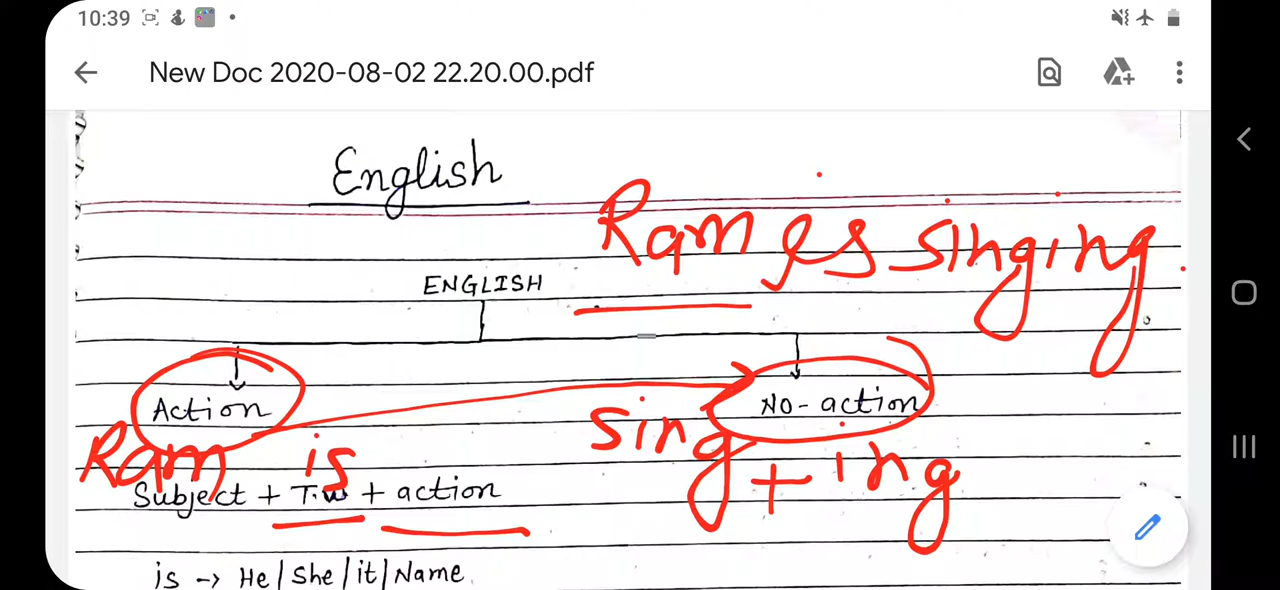 10:39
New Doc 2020-08-02 22.20.00.pdf
English
Ram is singing.
ENGLISH
Action
No-action
sing + ing
Ram is
Subject + T.w + action
is → He/She/it/Name